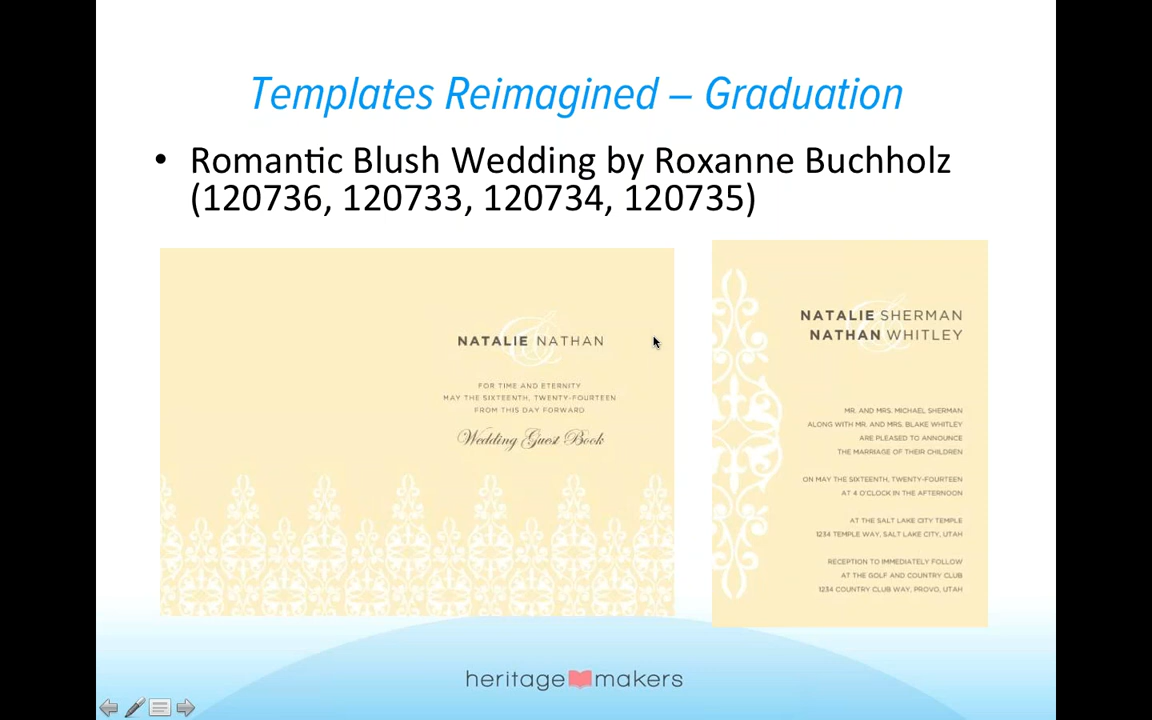 Templates Reimagined – Graduation
• Romantic Blush Wedding by Roxanne Buchholz
(120736, 120733, 120734, 120735)
&
NATALIE NATHAN
FOR TIME AND ETERNITY
MAY THE SIXTEENTH, TWENTY-FOURTEEN
FROM THIS DAY FORWARD
Wedding Guest Book
&
NATALIE SHERMAN
NATHAN WHITLEY
MR. AND MRS. MICHAEL SHERMAN
ALONG WITH MR. AND MRS. BLAKE WHITLEY
ARE PLEASED TO ANNOUNCE
THE MARRIAGE OF THEIR CHILDREN
ON MAY THE SIXTEENTH, TWENTY-FOURTEEN
AT 4 O'CLOCK IN THE AFTERNOON
AT THE SALT LAKE CITY TEMPLE
1234 TEMPLE WAY, SALT LAKE CITY, UTAH
RECEPTION TO IMMEDIATELY FOLLOW
AT THE GOLF AND COUNTRY CLUB
1234 COUNTRY CLUB WAY, PROVO, UTAH
heritage makers